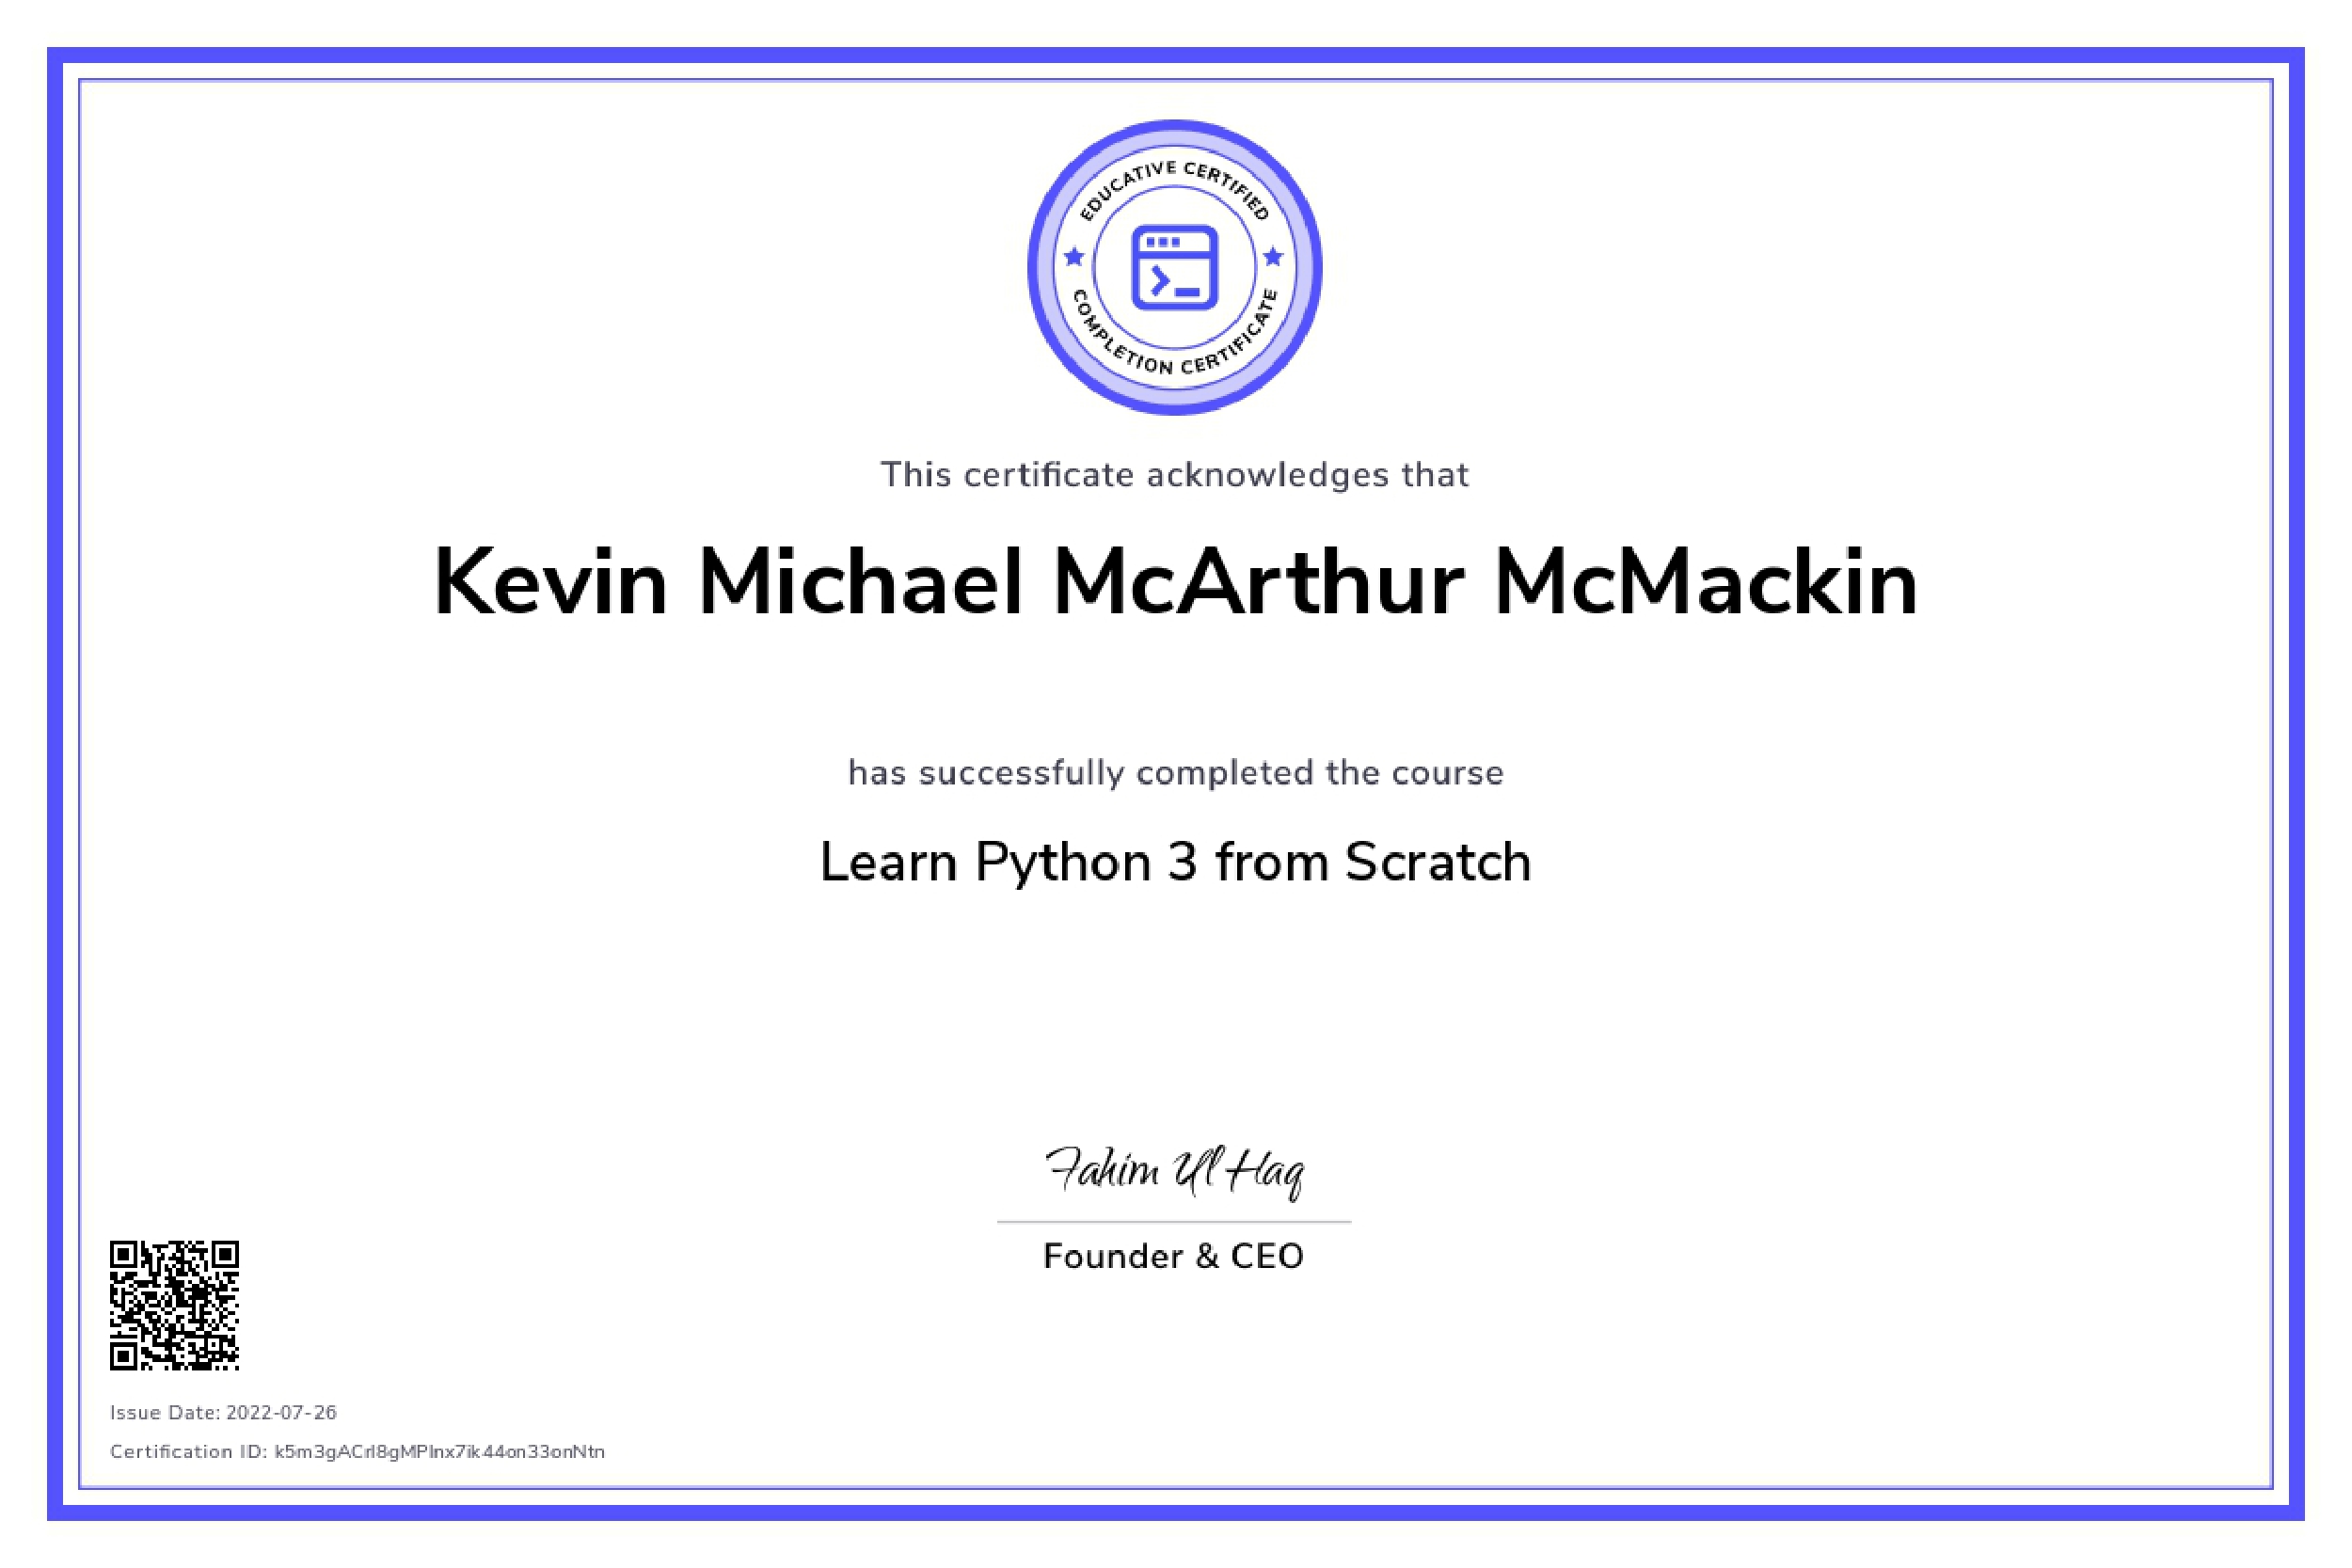 EDUCATIVE CERTIFIED
COMPLETION CERTIFICATE
This certificate acknowledges that
Kevin Michael McArthur McMackin
has successfully completed the course
Learn Python 3 from Scratch
Fahim Ul Haq
Founder & CEO
Issue Date: 2022-07-26
Certification ID: k5m3gACrl8gMPlnx7ik44on33onNtn